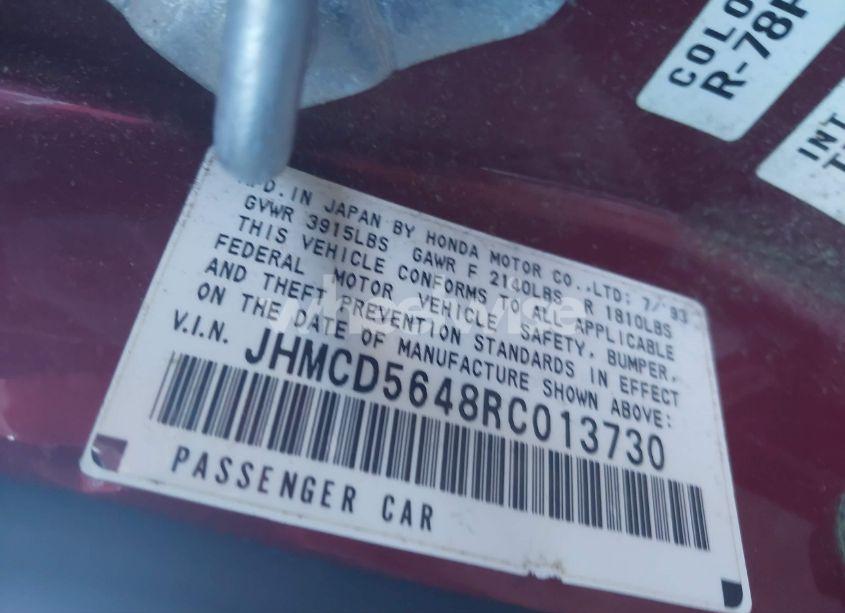 COLO
R-78P
INT
MFD. IN JAPAN BY HONDA MOTOR CO.,LTD: 7/ 93
GVWR 3915LBS GAWR F 2140LBS R 1810LBS
THIS VEHICLE CONFORMS TO ALL APPLICABLE
FEDERAL MOTOR VEHICLE SAFETY, BUMPER,
AND THEFT PREVENTION STANDARDS IN EFFECT
ON THE DATE OF MANUFACTURE SHOWN ABOVE:
V.I.N. JHMCD5648RC013730
PASSENGER CAR
wheelwise